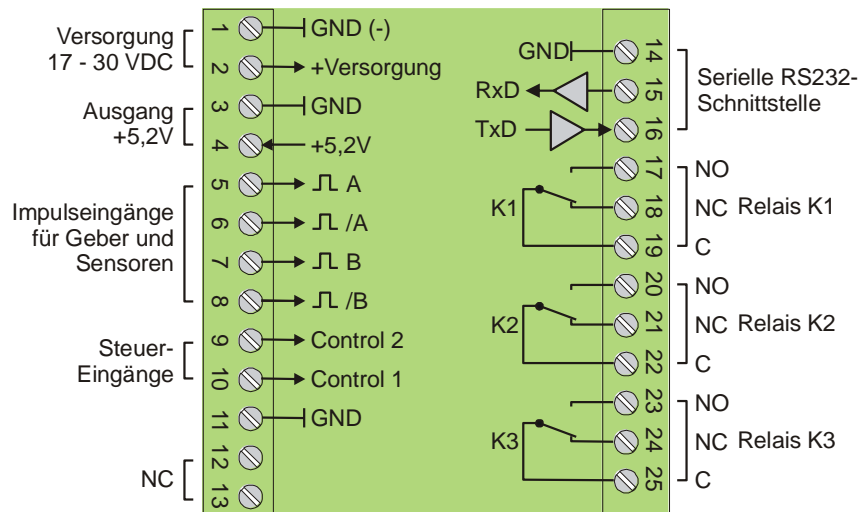 Versorgung
17 - 30 VDC
1 GND (-)
2 +Versorgung
Ausgang
+5,2V
3 GND
4 +5,2V
Impulseingänge
für Geber und
Sensoren
5 A
6 /A
7 B
8 /B
Steuer-
Eingänge
9 Control 2
10 Control 1
11 GND
NC
12
13
GND 14
RxD 15
TxD 16
Serielle RS232-
Schnittstelle
K1
17 NO
18 NC Relais K1
19 C
K2
20 NO
21 NC Relais K2
22 C
K3
23 NO
24 NC Relais K3
25 C